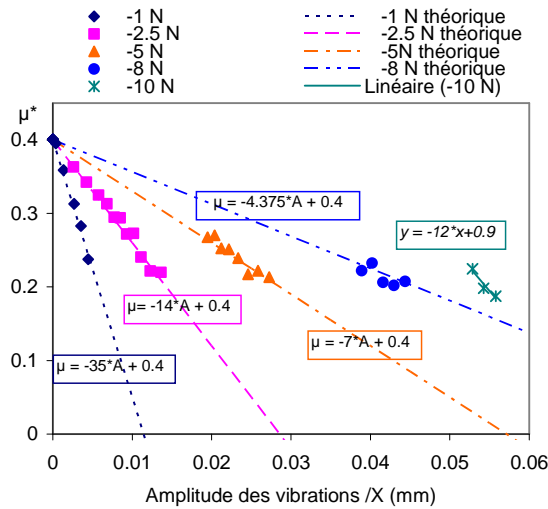 -1 N
-2.5 N
-5 N
-8 N
-10 N
-1 N théorique
-2.5 N théorique
-5N théorique
-8 N théorique
Linéaire (-10 N)
μ*
0.4
0.3
0.2
0.1
0
μ = -4.375*A + 0.4
y = -12*x+0.9
μ= -14*A + 0.4
μ = -7*A + 0.4
μ = -35*A + 0.4
0 0.01 0.02 0.03 0.04 0.05 0.06
Amplitude des vibrations /X (mm)